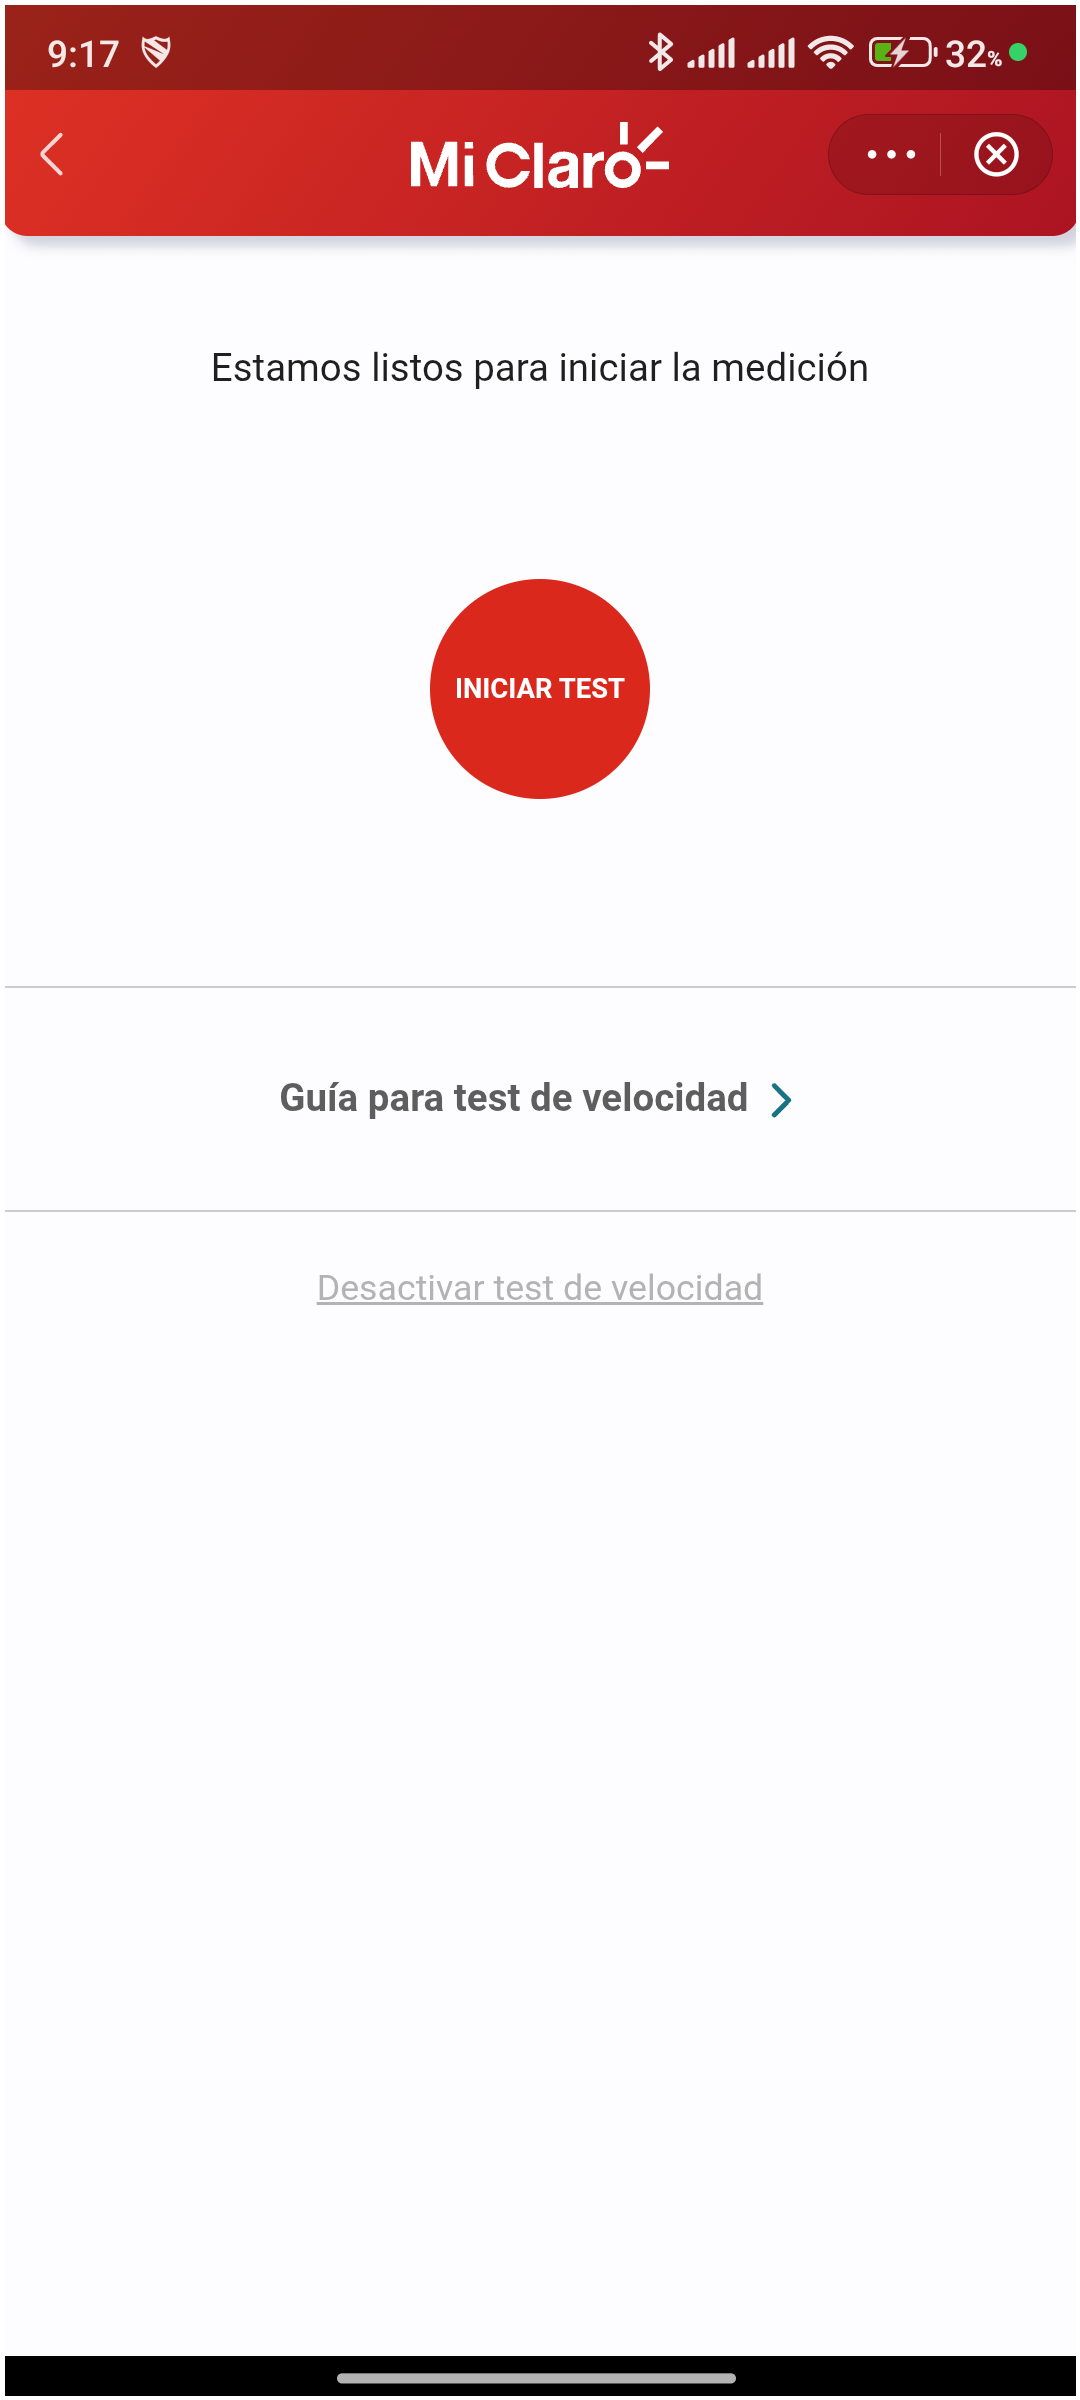 9:17
32%
Mi Claro
Estamos listos para iniciar la medición
INICIAR TEST
Guía para test de velocidad
Desactivar test de velocidad